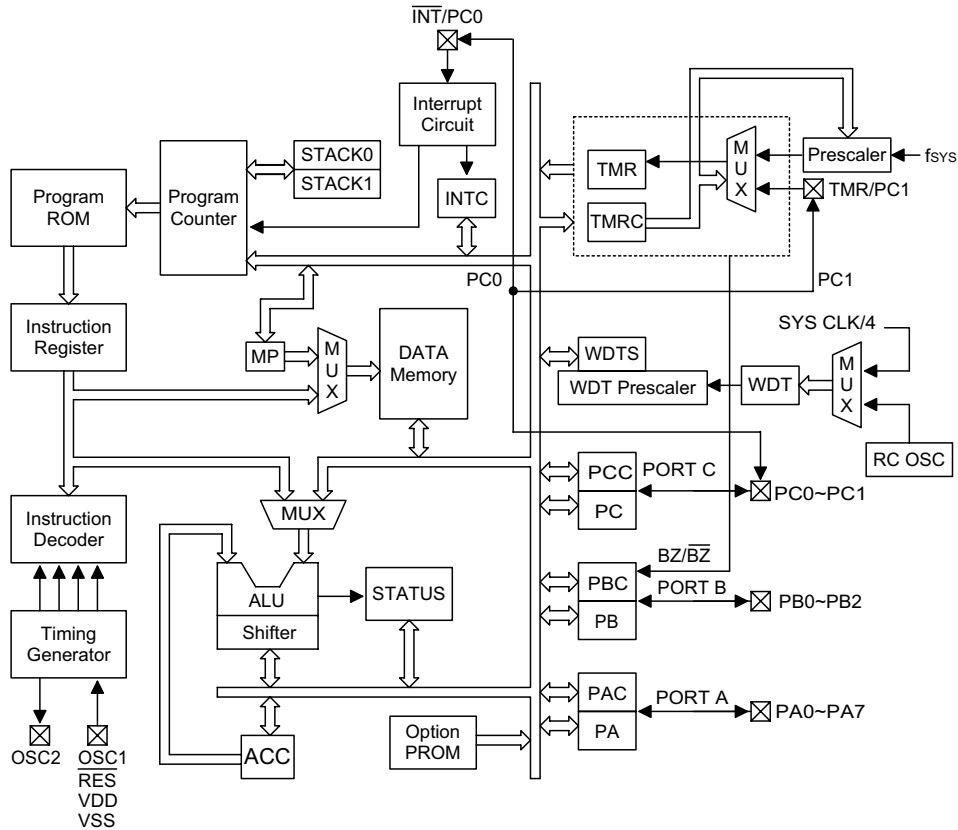 INT/PC0
Interrupt
Circuit
STACK0
STACK1
INTC
Program
ROM
Program
Counter
TMR
TMRC
M
U
X
Prescaler
fSYS
TMR/PC1
PC0
PC1
Instruction
Register
MP
M
U
X
DATA
Memory
SYS CLK/4
WDTS
WDT Prescaler
WDT
M
U
X
RC OSC
PCC
PC
PORT C
PC0~PC1
Instruction
Decoder
MUX
ALU
Shifter
STATUS
BZ/BZ
PBC
PB
PORT B
PB0~PB2
Timing
Generator
PAC
PA
PORT A
PA0~PA7
Option
PROM
ACC
OSC2
OSC1
RES
VDD
VSS